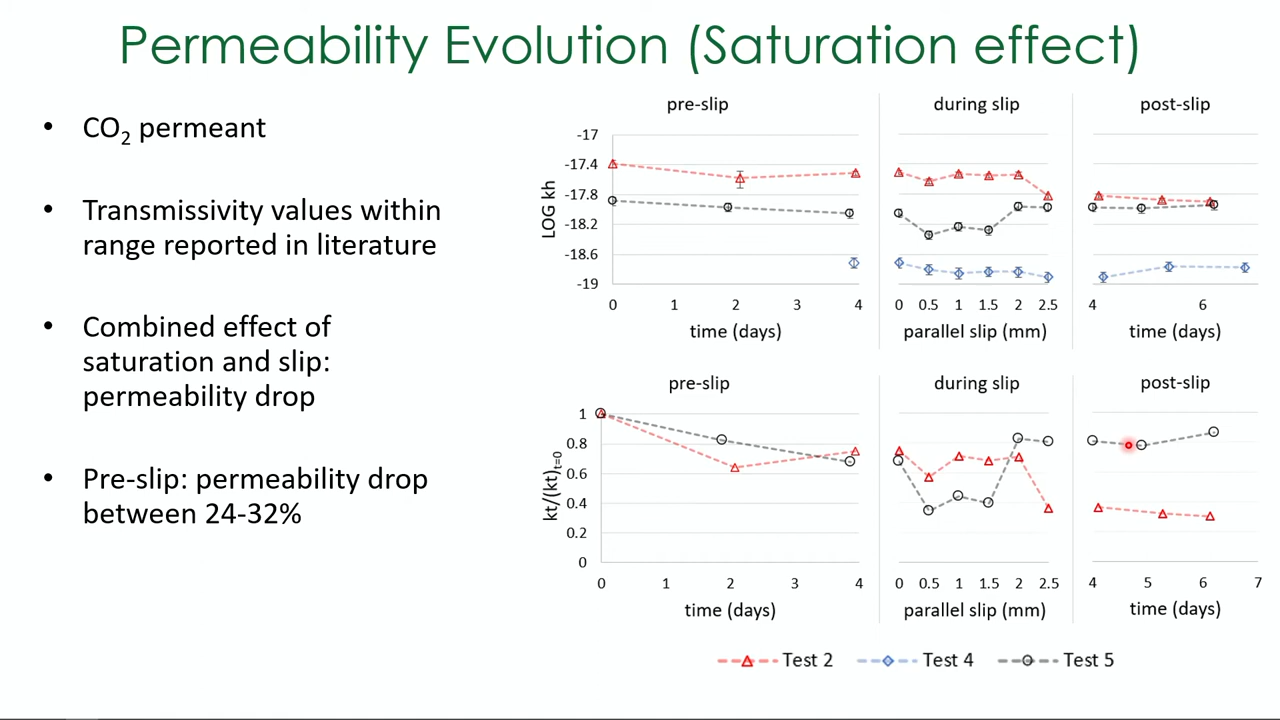 Permeability Evolution (Saturation effect)
• CO₂ permeant
• Transmissivity values within
range reported in literature
• Combined effect of
saturation and slip:
permeability drop
• Pre-slip: permeability drop
between 24-32%
pre-slip during slip post-slip
LOG kh
-17
-17.4
-17.8
-18.2
-18.6
-19
0 1 2 3 4 0 0.5 1 1.5 2 2.5 4 6
time (days) parallel slip (mm) time (days)
pre-slip during slip post-slip
kt/(kt)t=0
1
0.8
0.6
0.4
0.2
0
0 1 2 3 4 0 0.5 1 1.5 2 2.5 4 5 6 7
time (days) parallel slip (mm) time (days)
Test 2 Test 4 Test 5